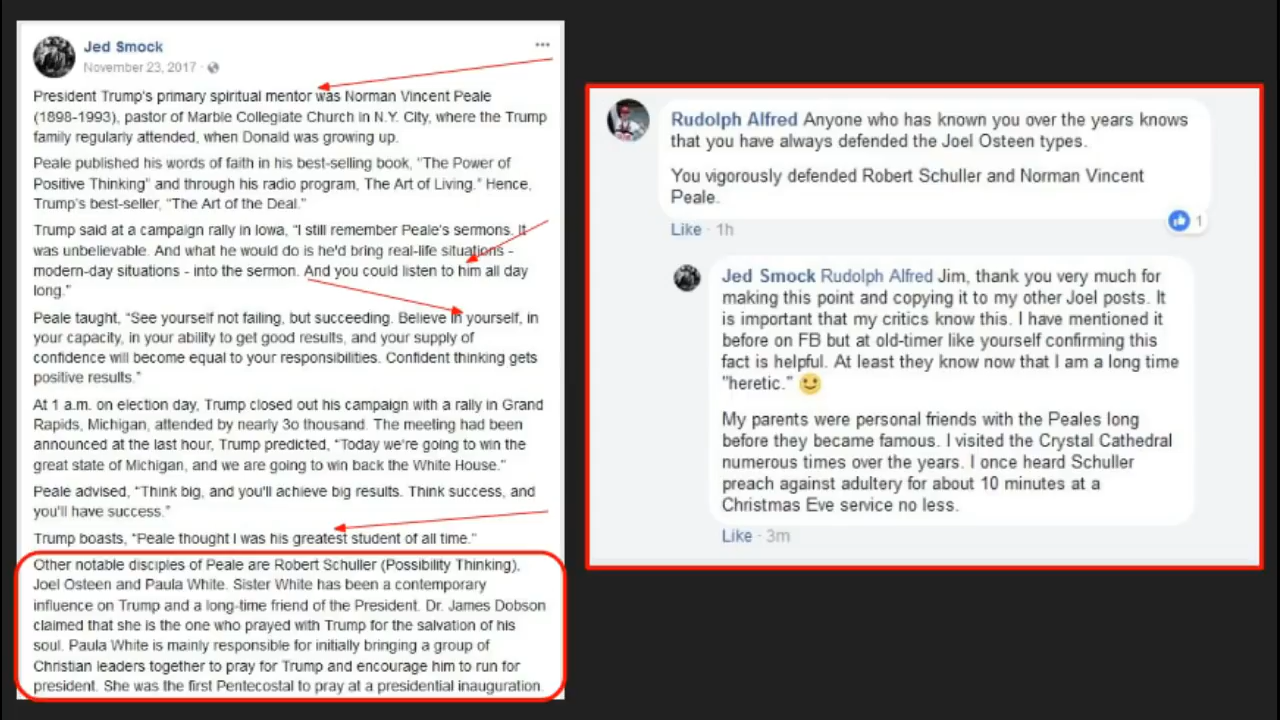 Jed Smock
November 23, 2017 ·
President Trump's primary spiritual mentor was Norman Vincent Peale
(1898-1993), pastor of Marble Collegiate Church in N.Y. City, where the Trump
family regularly attended, when Donald was growing up.
Peale published his words of faith in his best-selling book, "The Power of
Positive Thinking" and through his radio program, The Art of Living." Hence,
Trump's best-seller, "The Art of the Deal."
Trump said at a campaign rally in Iowa, "I still remember Peale's sermons. It
was unbelievable. And what he would do is he'd bring real-life situations -
modern-day situations - into the sermon. And you could listen to him all day
long."
Peale taught, "See yourself not failing, but succeeding. Believe in yourself, in
your capacity, in your ability to get good results, and your supply of
confidence will become equal to your responsibilities. Confident thinking gets
positive results."
At 1 a.m. on election day, Trump closed out his campaign with a rally in Grand
Rapids, Michigan, attended by nearly 3o thousand. The meeting had been
announced at the last hour, Trump predicted, "Today we're going to win the
great state of Michigan, and we are going to win back the White House."
Peale advised, "Think big, and you'll achieve big results. Think success, and
you'll have success."
Trump boasts, "Peale thought I was his greatest student of all time."
Other notable disciples of Peale are Robert Schuller (Possibility Thinking),
Joel Osteen and Paula White. Sister White has been a contemporary
influence on Trump and a long-time friend of the President. Dr. James Dobson
claimed that she is the one who prayed with Trump for the salvation of his
soul. Paula White is mainly responsible for initially bringing a group of
Christian leaders together to pray for Trump and encourage him to run for
president. She was the first Pentecostal to pray at a presidential inauguration.
Rudolph Alfred Anyone who has known you over the years knows
that you have always defended the Joel Osteen types.
You vigorously defended Robert Schuller and Norman Vincent
Peale.
1
Like · 1h
Jed Smock Rudolph Alfred Jim, thank you very much for
making this point and copying it to my other Joel posts. It
is important that my critics know this. I have mentioned it
before on FB but at old-timer like yourself confirming this
fact is helpful. At least they know now that I am a long time
"heretic."
My parents were personal friends with the Peales long
before they became famous. I visited the Crystal Cathedral
numerous times over the years. I once heard Schuller
preach against adultery for about 10 minutes at a
Christmas Eve service no less.
Like · 3m